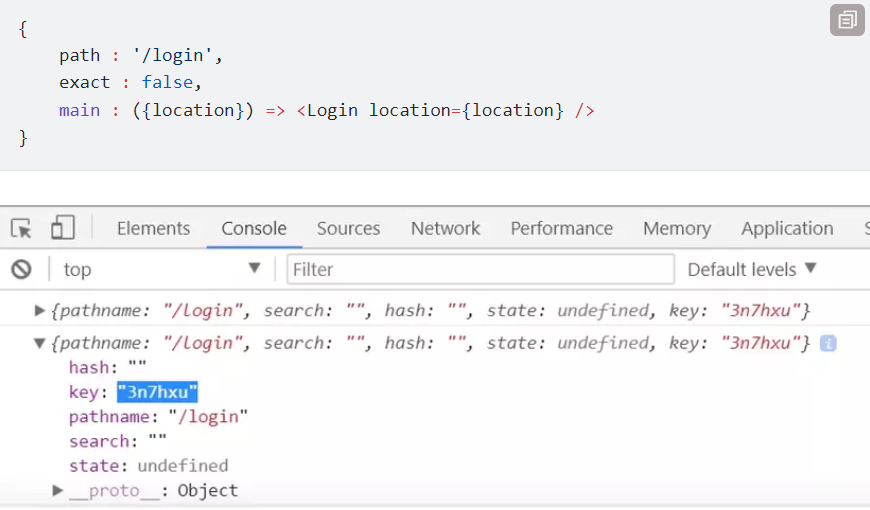 {
    path : '/login',
    exact : false,
    main : ({location}) => <Login location={location} />
}
Elements Console Sources Network Performance Memory Application
top ▼ Filter Default levels ▼
▶{pathname: "/login", search: "", hash: "", state: undefined, key: "3n7hxu"}
▼{pathname: "/login", search: "", hash: "", state: undefined, key: "3n7hxu"} i
hash: ""
key: "3n7hxu"
pathname: "/login"
search: ""
state: undefined
▶__proto__: Object